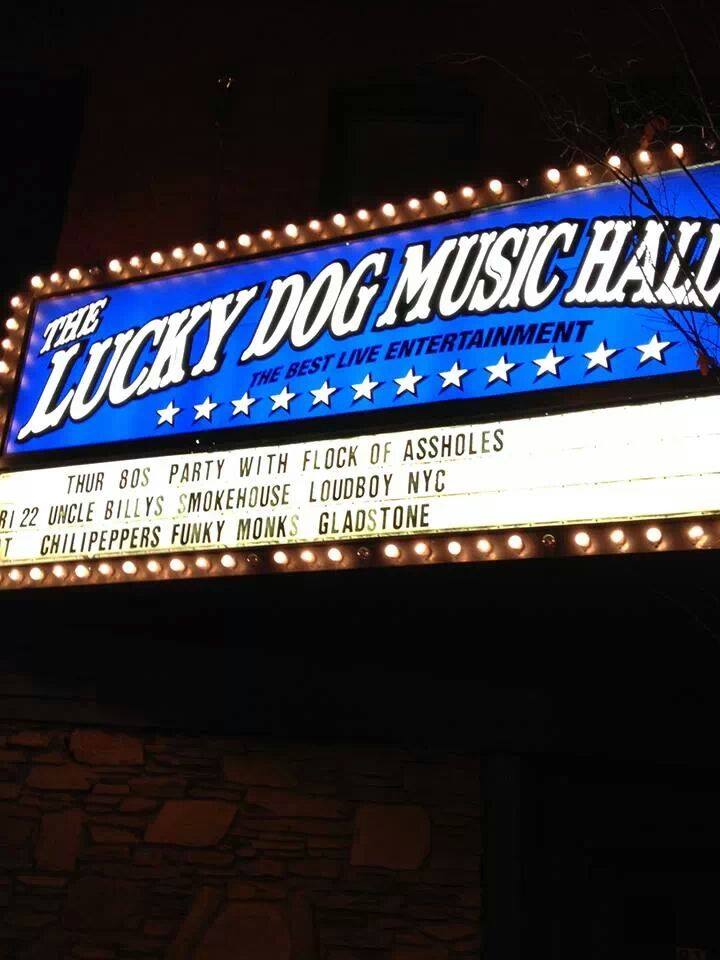 THE
LUCKY DOG MUSIC HALL
THE BEST LIVE ENTERTAINMENT
THUR 80S PARTY WITH FLOCK OF ASSHOLES
RI 22 UNCLE BILLYS SMOKEHOUSE LOUDBOY NYC
T CHILIPEPPERS FUNKY MONKS GLADSTONE